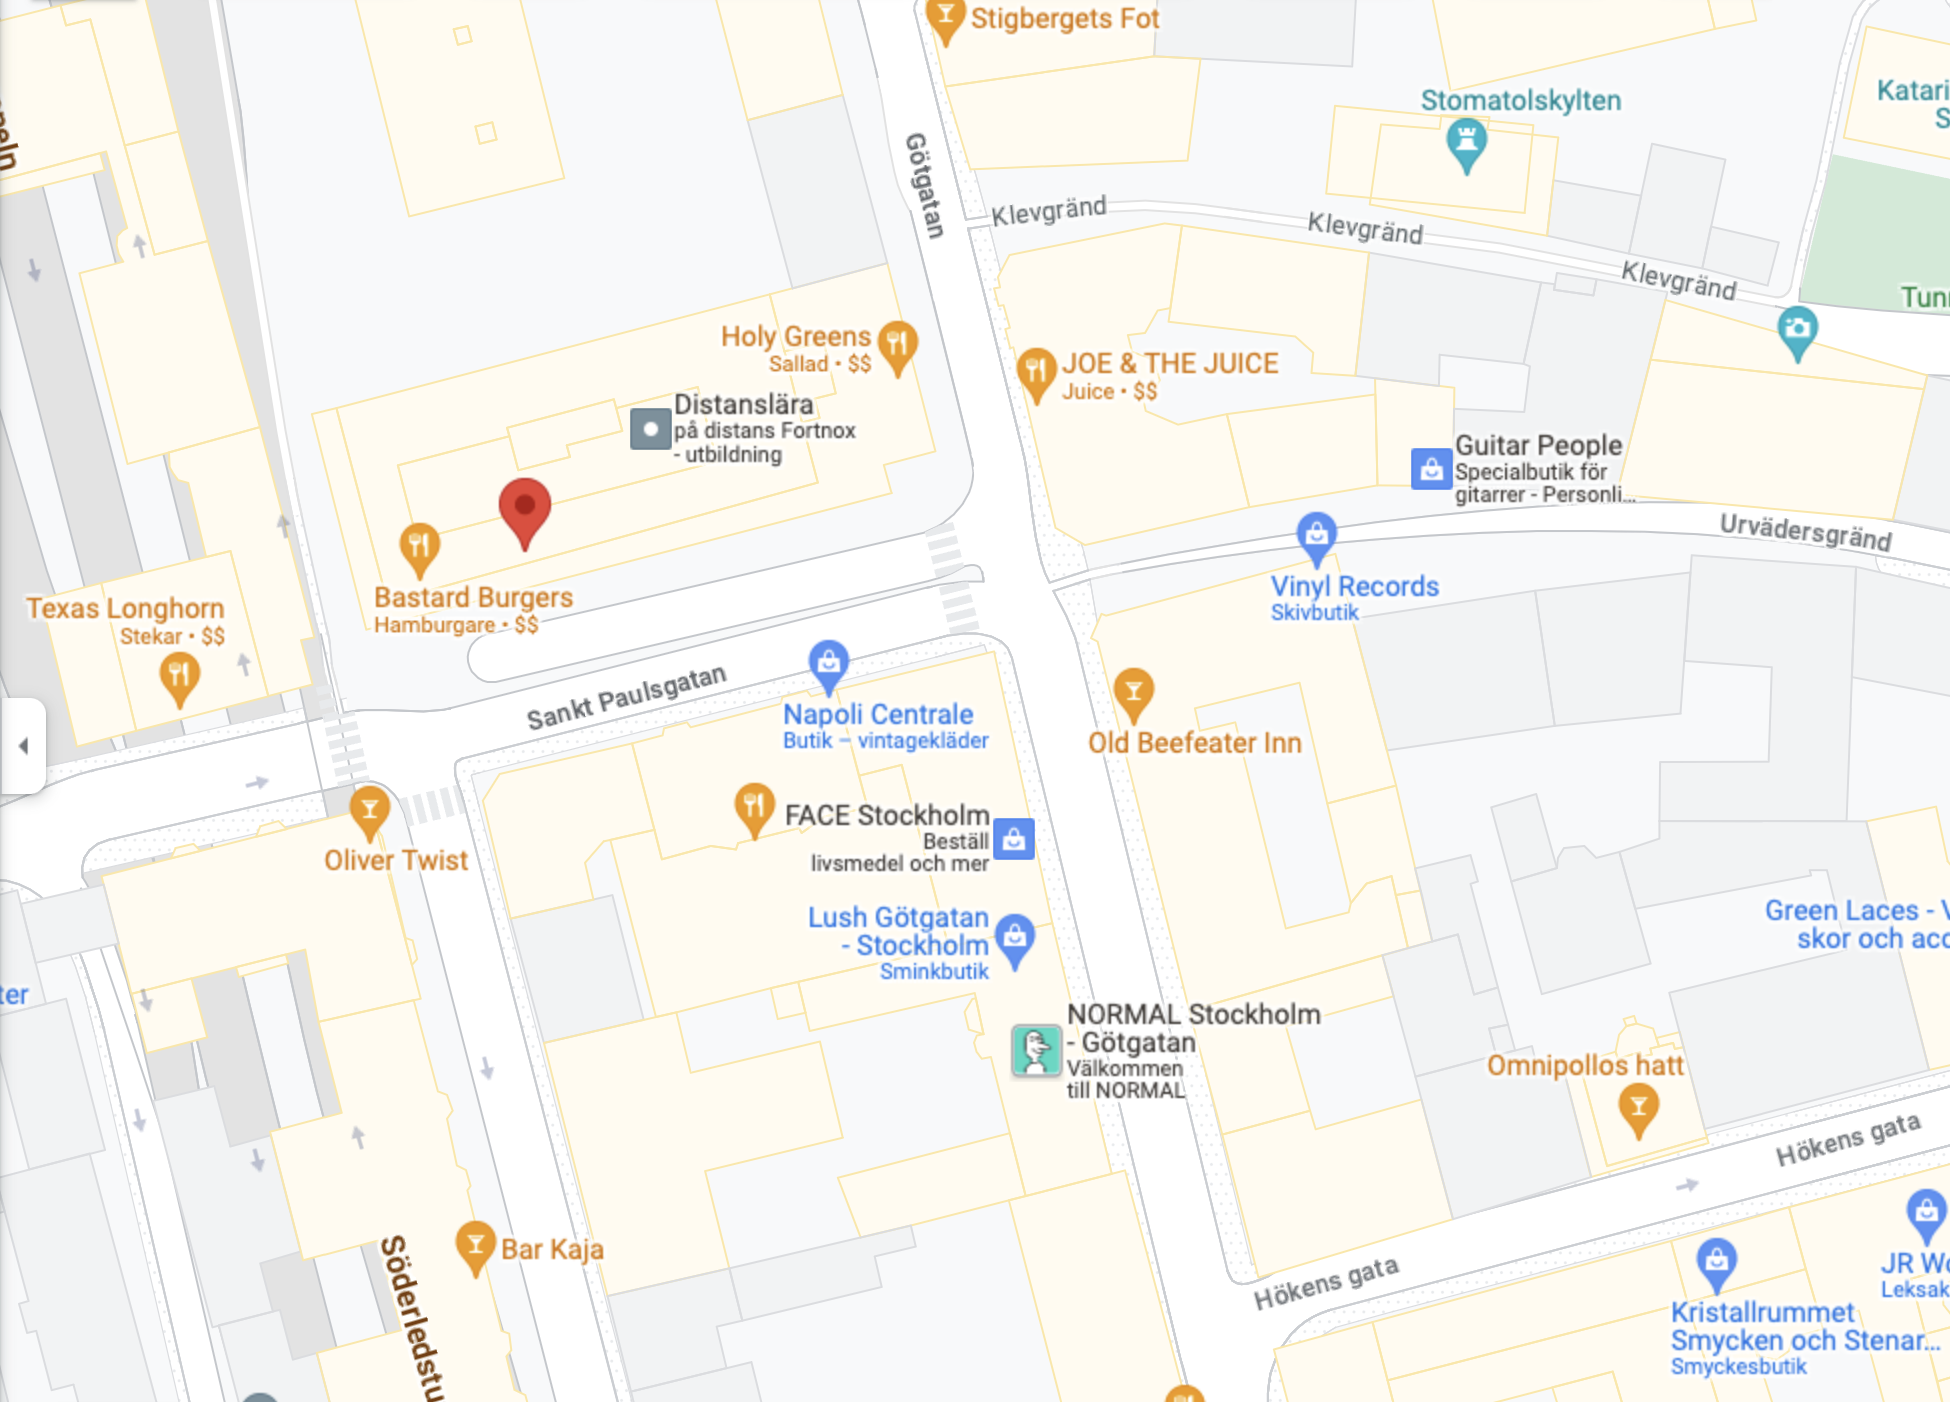 Stigbergets Fot
Stomatolskylten
Katari
S
neln
Götgatan
Klevgränd
Klevgränd
Klevgränd
Tunn
Holy Greens
Sallad • $$
JOE & THE JUICE
Juice • $$
Distanslära
på distans Fortnox
- utbildning
Guitar People
Specialbutik för
gitarrer - Personli...
Urvädersgränd
Vinyl Records
Skivbutik
Bastard Burgers
Hamburgare • $$
Texas Longhorn
Stekar • $$
Sankt Paulsgatan
Napoli Centrale
Butik – vintagekläder
Old Beefeater Inn
FACE Stockholm
Beställ
livsmedel och mer
Oliver Twist
Lush Götgatan
- Stockholm
Sminkbutik
Green Laces - V
skor och acc
ter
NORMAL Stockholm
- Götgatan
Välkommen
till NORMAL
Omnipollos hatt
Hökens gata
Bar Kaja
Söderledstu
Hökens gata
JR Wo
Leksak
Kristallrummet
Smycken och Stenar...
Smyckesbutik